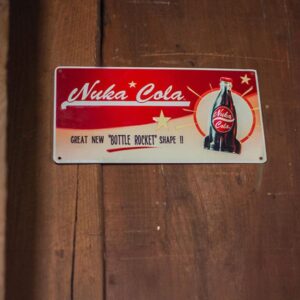 Nuka Cola
GREAT NEW "BOTTLE ROCKET" SHAPE !!
Nuka
Cola